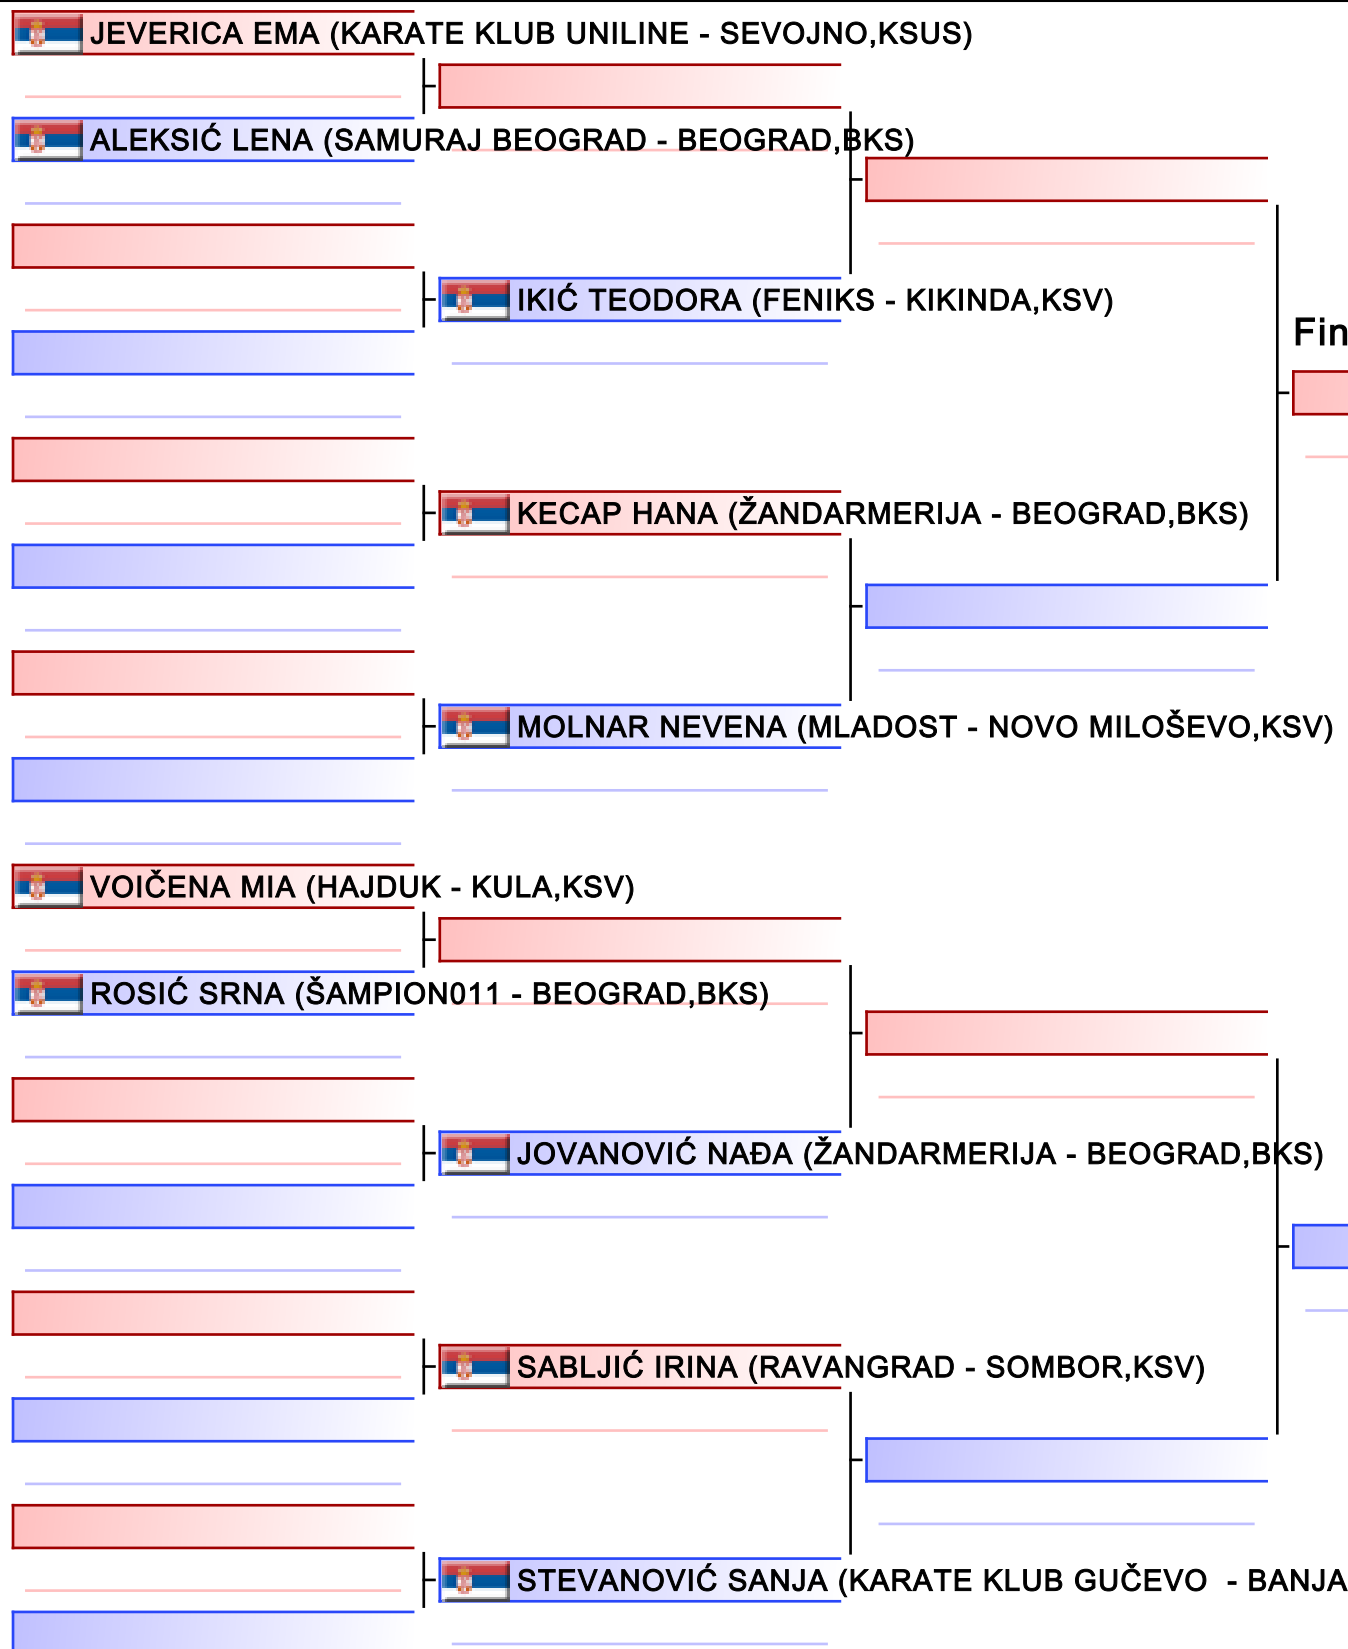 JEVERICA EMA (KARATE KLUB UNILINE - SEVOJNO,KSUS)
ALEKSIĆ LENA (SAMURAJ BEOGRAD - BEOGRAD,BKS)
IKIĆ TEODORA (FENIKS - KIKINDA,KSV)
Fin
KECAP HANA (ŽANDARMERIJA - BEOGRAD,BKS)
MOLNAR NEVENA (MLADOST - NOVO MILOŠEVO,KSV)
VOIČENA MIA (HAJDUK - KULA,KSV)
ROSIĆ SRNA (ŠAMPION011 - BEOGRAD,BKS)
JOVANOVIĆ NAĐA (ŽANDARMERIJA - BEOGRAD,BKS)
SABLJIĆ IRINA (RAVANGRAD - SOMBOR,KSV)
STEVANOVIĆ SANJA (KARATE KLUB GUČEVO  - BANJA